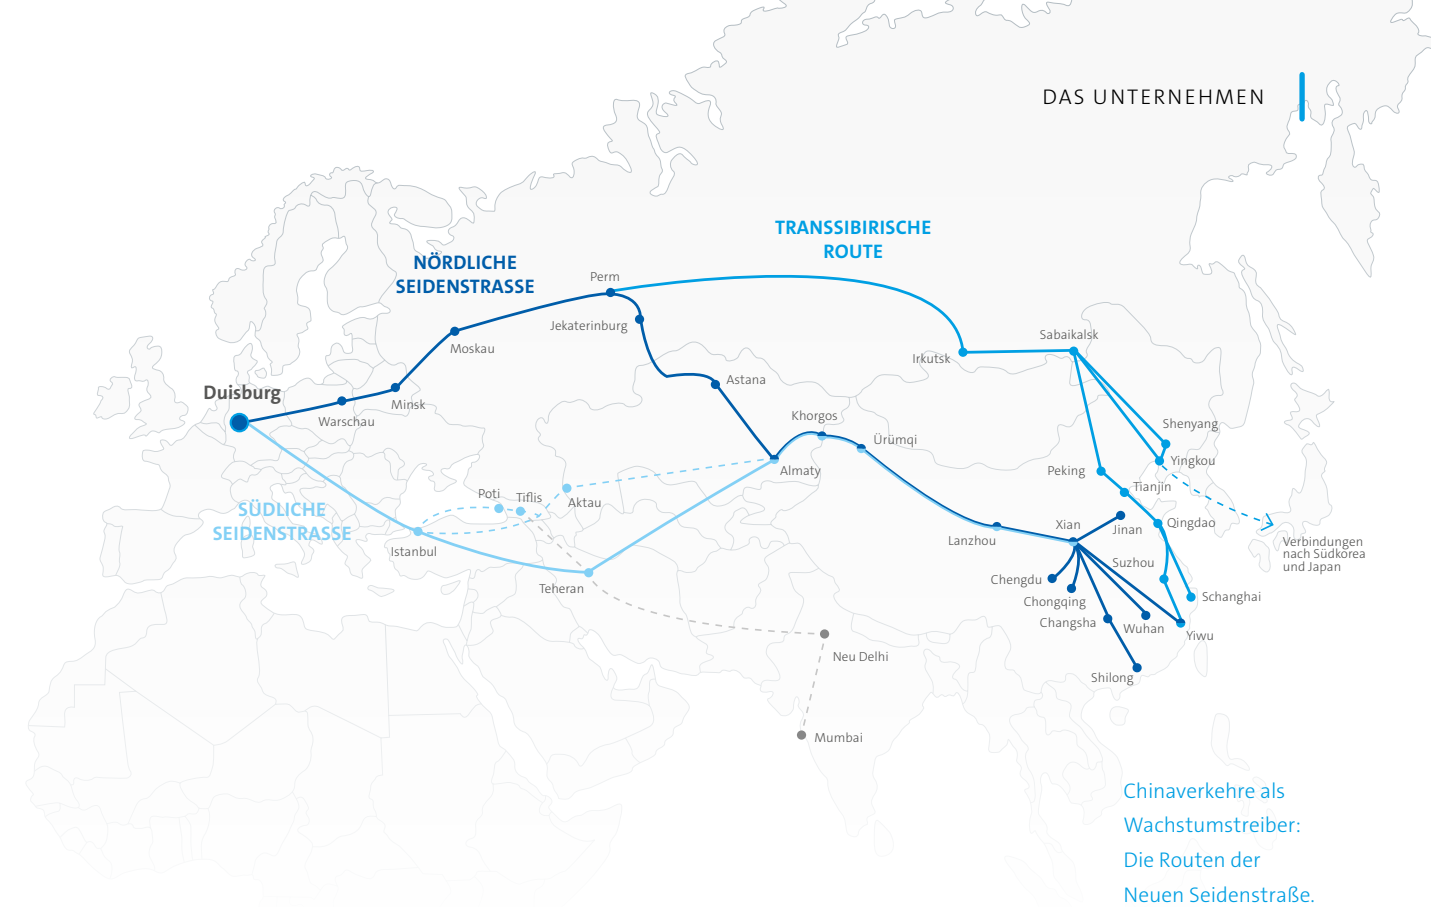 DAS UNTERNEHMEN
TRANSSIBIRISCHE
ROUTE
NÖRDLICHE
SEIDENSTRASSE
Perm
Jekaterinburg
Moskau
Sabaikalsk
Irkutsk
Astana
Duisburg
Minsk
Warschau
Khorgos
Ürümqi
Shenyang
Yingkou
Almaty
Peking
Tianjin
Poti
Tiflis
Aktau
SÜDLICHE
SEIDENSTRASSE
Istanbul
Xian
Jinan
Qingdao
Lanzhou
Verbindungen
nach Südkorea
und Japan
Suzhou
Teheran
Chengdu
Chongqing
Schanghai
Changsha
Wuhan
Yiwu
Neu Delhi
Shilong
Mumbai
Chinaverkehre als
Wachstumstreiber:
Die Routen der
Neuen Seidenstraße.